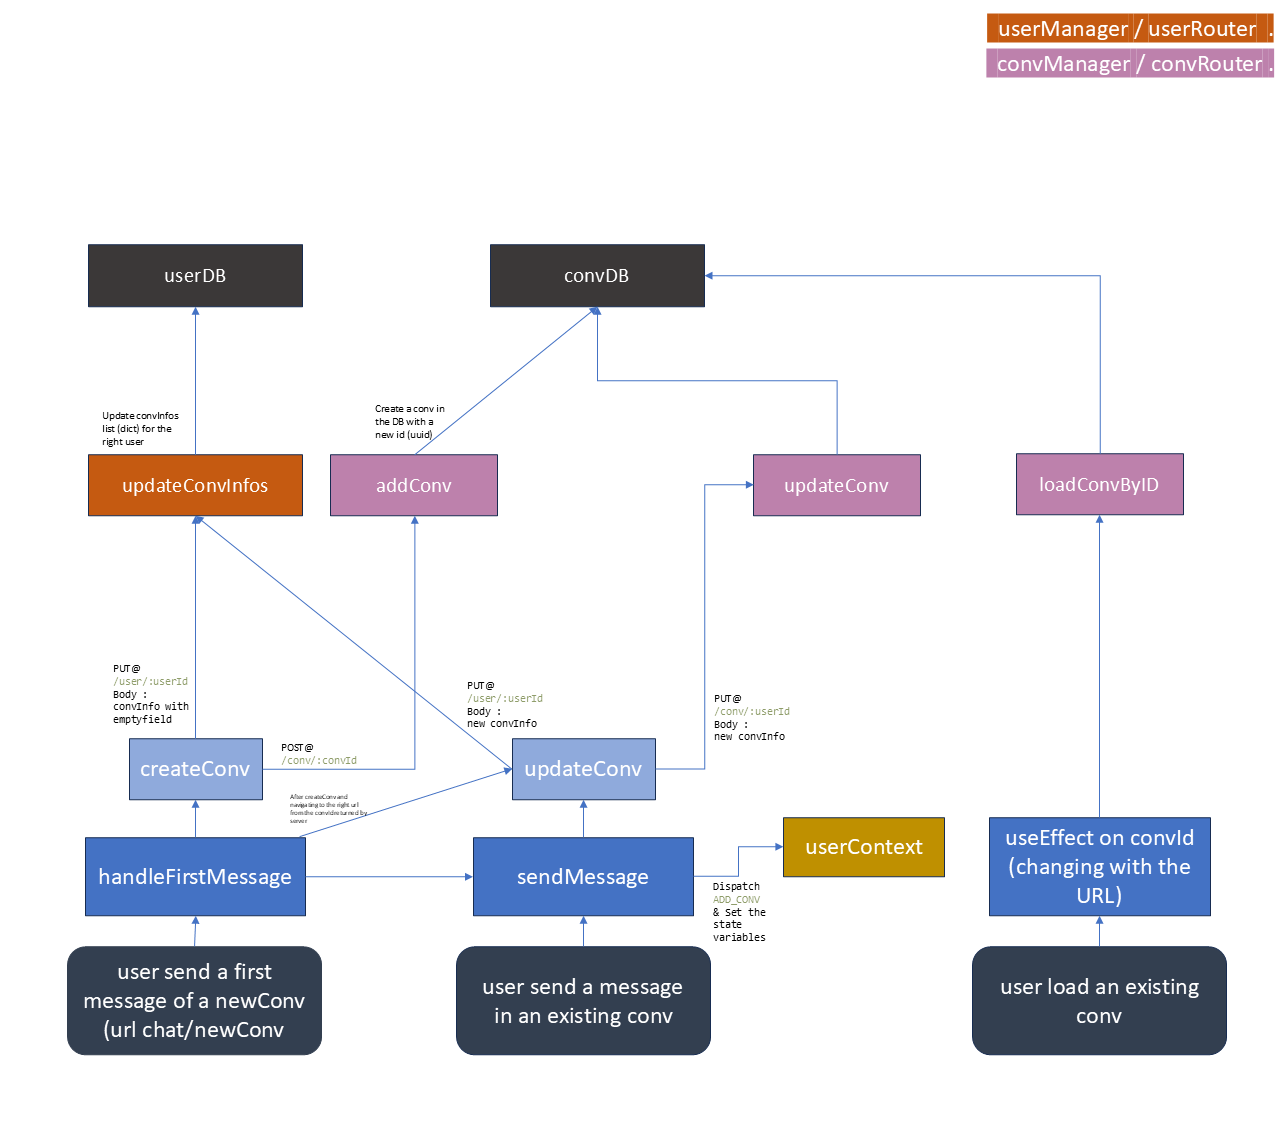 userManager / userRouter .
convManager / convRouter .
userDB
convDB
Update convInfos
list (dict) for the
right user
Create a conv in
the DB with a
new id (uuid)
updateConvInfos
addConv
updateConv
loadConvByID
PUT@
/user/:userId
Body :
convInfo with
emptyfield
PUT@
/user/:userId
Body :
new convInfo
PUT@
/conv/:userId
Body :
new convInfo
POST@
/conv/:convId
createConv
updateConv
After createConv and
navigating to the right url
from the convId returned by
server
handleFirstMessage
sendMessage
userContext
useEffect on convId
(changing with the
URL)
Dispatch
ADD_CONV
& Set the
state
variables
user send a first
message of a newConv
(url chat/newConv
user send a message
in an existing conv
user load an existing
conv